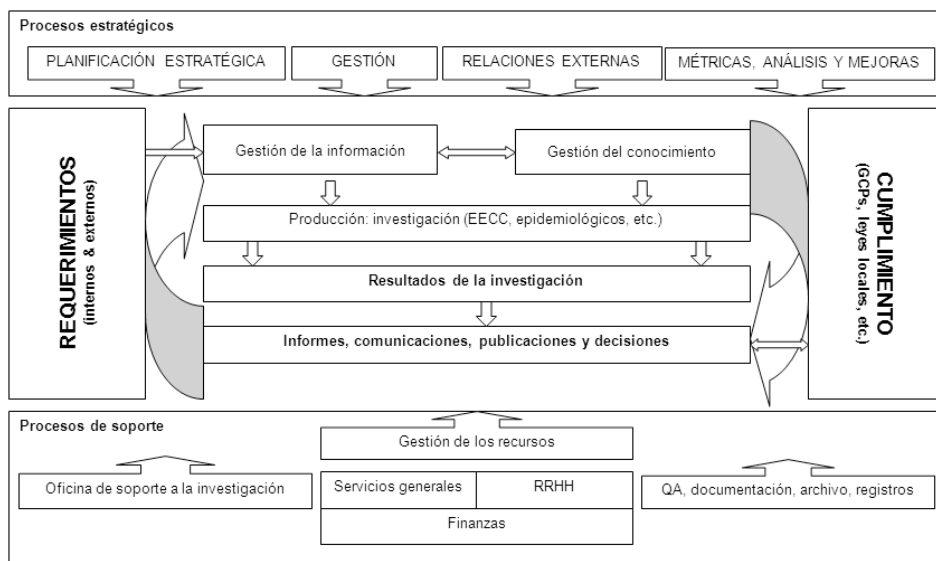 Procesos estratégicos
PLANIFICACIÓN ESTRATÉGICA
GESTIÓN
RELACIONES EXTERNAS
MÉTRICAS, ANÁLISIS Y MEJORAS
REQUERIMIENTOS
(internos & externos)
Gestión de la información
Gestión del conocimiento
Producción: investigación (EECC, epidemiológicos, etc.)
Resultados de la investigación
Informes, comunicaciones, publicaciones y decisiones
CUMPLIMIENTO
(GCPs, leyes locales, etc.)
Procesos de soporte
Gestión de los recursos
Oficina de soporte a la investigación
Servicios generales
RRHH
Finanzas
QA, documentación, archivo, registros